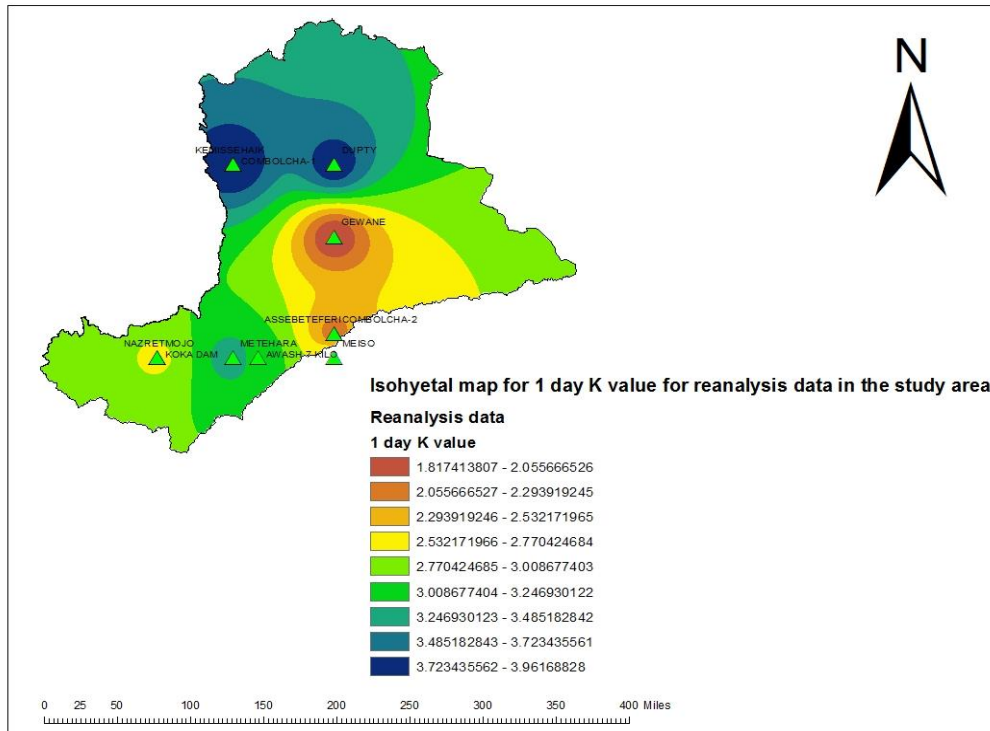 N
KEMISSEHAIK
DUPTY
COMBOLCHA-1
GEWANE
ASSEBETEFERICOMBOLCHA-2
NAZRETMOJO
METEHARA
MEISO
KOKA DAM
AWASH-7 KILO
Isohyetal map for 1 day K value for reanalysis data in the study area
Reanalysis data
1 day K value
1.817413807 - 2.055666526
2.055666527 - 2.293919245
2.293919246 - 2.532171965
2.532171966 - 2.770424684
2.770424685 - 3.008677403
3.008677404 - 3.246930122
3.246930123 - 3.485182842
3.485182843 - 3.723435561
3.723435562 - 3.96168828
0 50 100 150 200 250 300 350 400 Miles